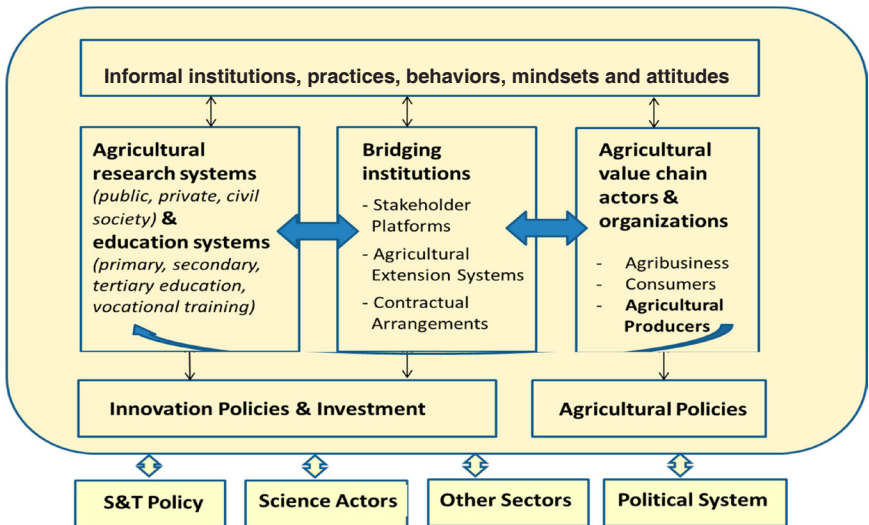 Informal institutions, practices, behaviors, mindsets and attitudes
Agricultural
research systems
(public, private, civil
society) &
education systems
(primary, secondary,
tertiary education,
vocational training)
Bridging
institutions
- Stakeholder
Platforms
- Agricultural
Extension Systems
- Contractual
Arrangements
Agricultural
value chain
actors &
organizations
- Agribusiness
- Consumers
- Agricultural
Producers
Innovation Policies & Investment
Agricultural Policies
S&T Policy
Science Actors
Other Sectors
Political System